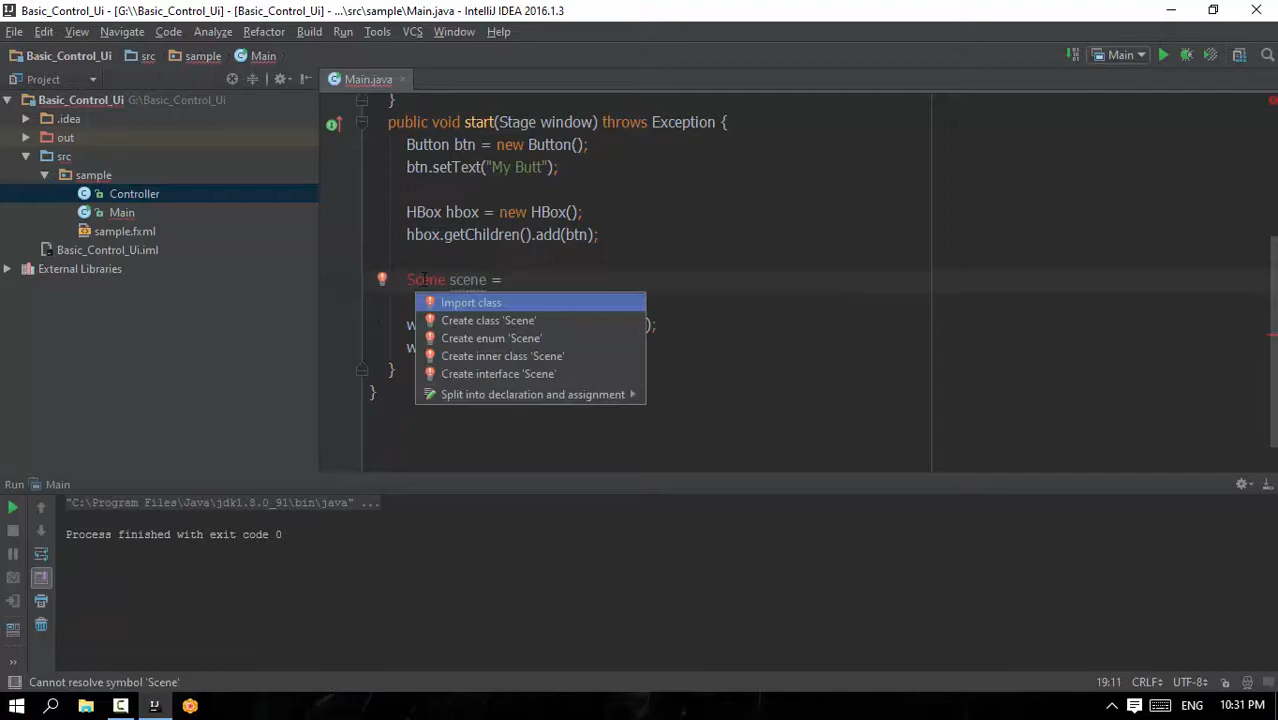 Basic_Control_Ui - [G:\\Basic_Control_Ui] - [Basic_Control_Ui] - ...\src\sample\Main.java - IntelliJ IDEA 2016.1.3
File Edit View Navigate Code Analyze Refactor Build Run Tools VCS Window Help
Basic_Control_Ui src sample Main
Main
Project
Main.java
Basic_Control_Ui G:\Basic_Control_Ui
.idea
out
src
sample
Controller
Main
sample.fxml
Basic_Control_Ui.iml
External Libraries
}
public void start(Stage window) throws Exception {
Button btn = new Button();
btn.setText("My Butt");
HBox hbox = new HBox();
hbox.getChildren().add(btn);
Scene scene =
Import class
Create class 'Scene'
w );
Create enum 'Scene'
w
Create inner class 'Scene'
}
Create interface 'Scene'
}
Split into declaration and assignment
Run Main
"C:\Program Files\Java\jdk1.8.0_91\bin\java" ...
Process finished with exit code 0
Cannot resolve symbol 'Scene' 19:11 CRLF÷ UTF-8÷
ENG 10:31 PM